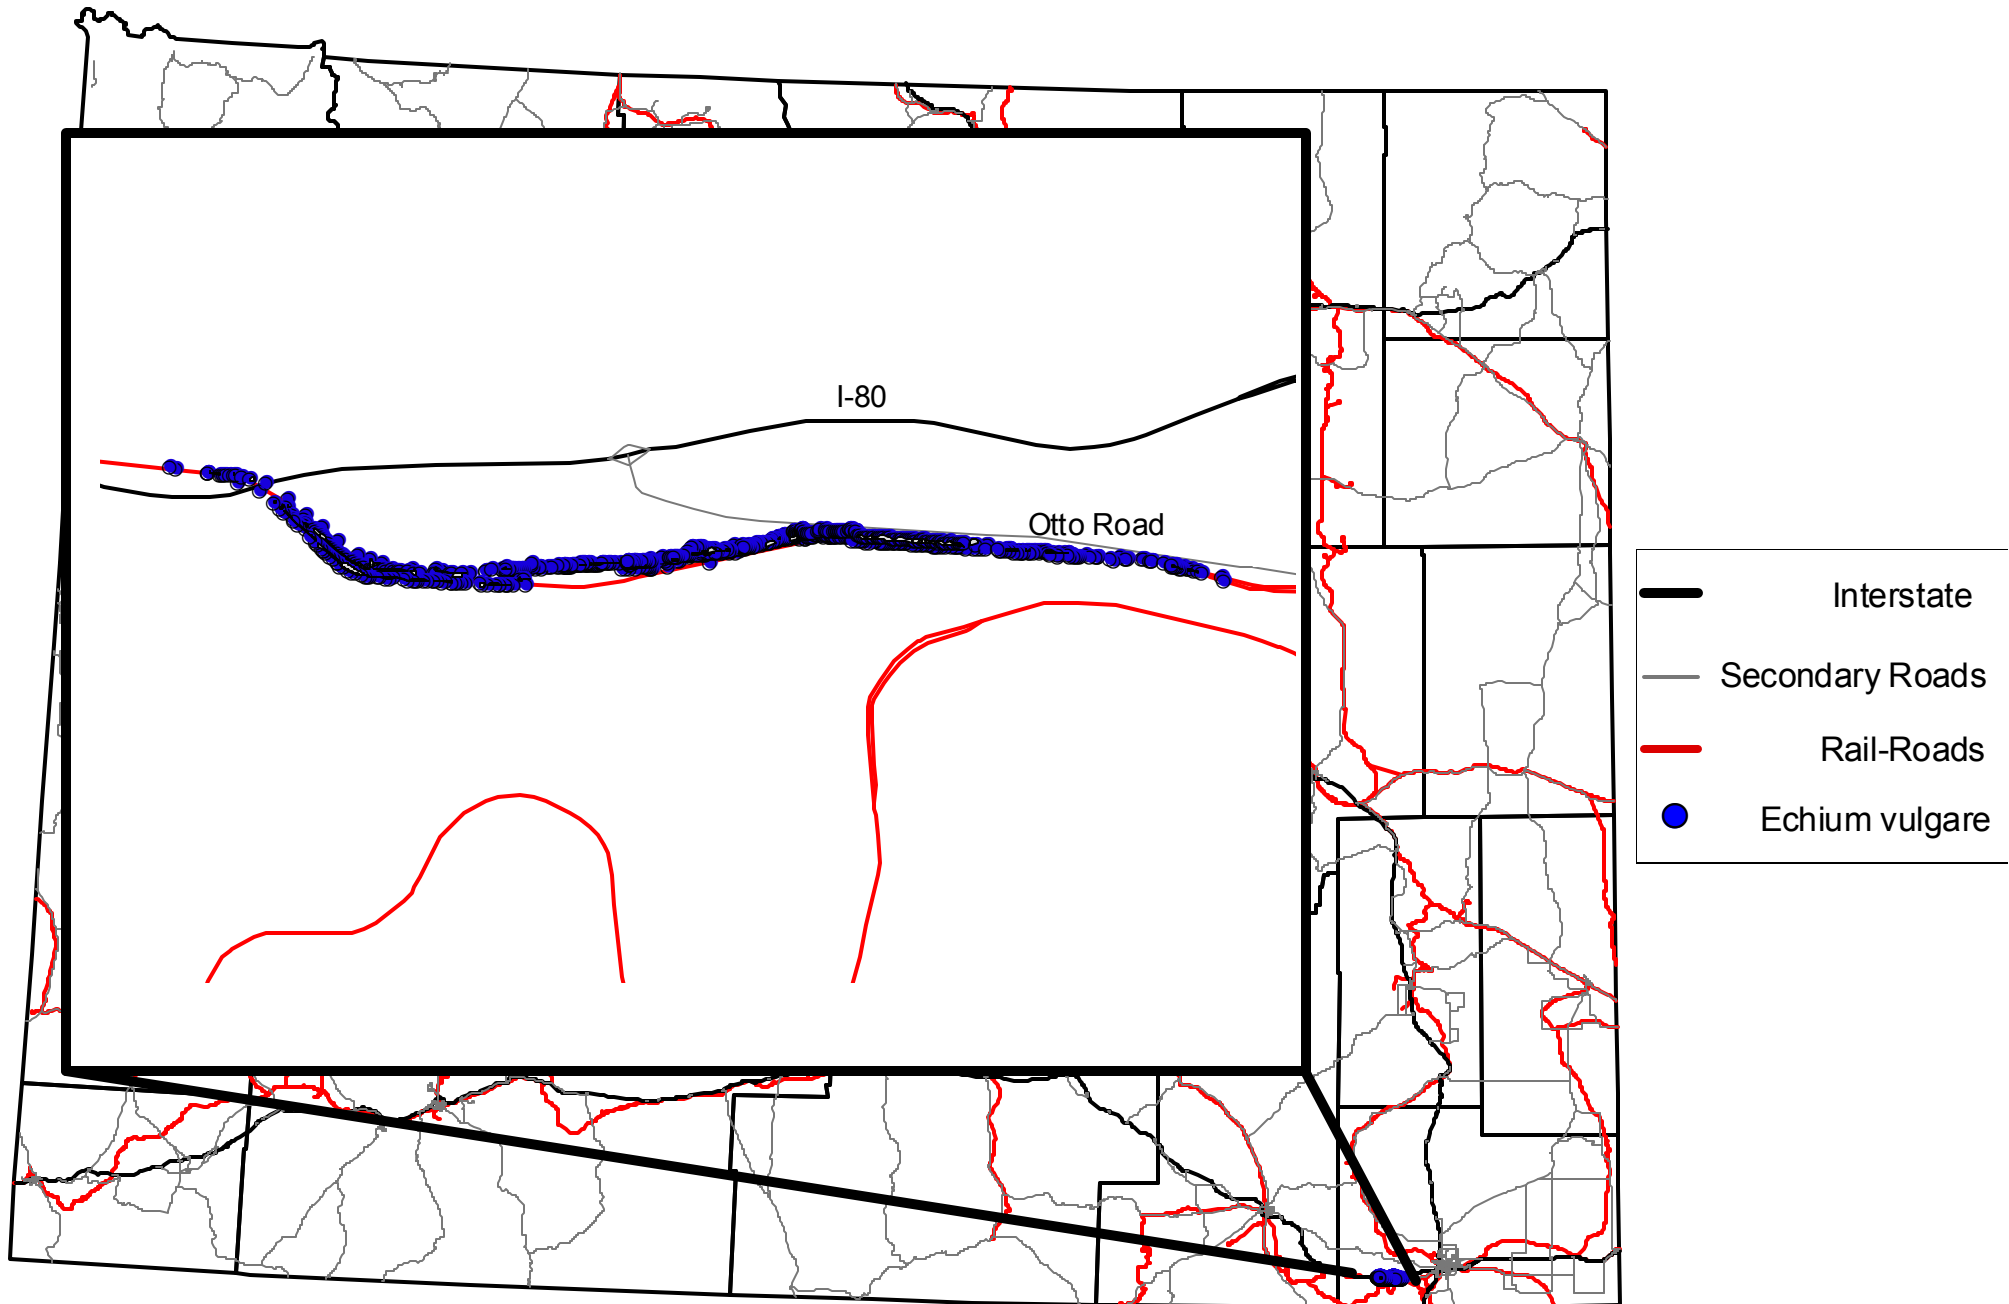 I-80
Otto Road
Interstate
Secondary Roads
Rail-Roads
Echium vulgare